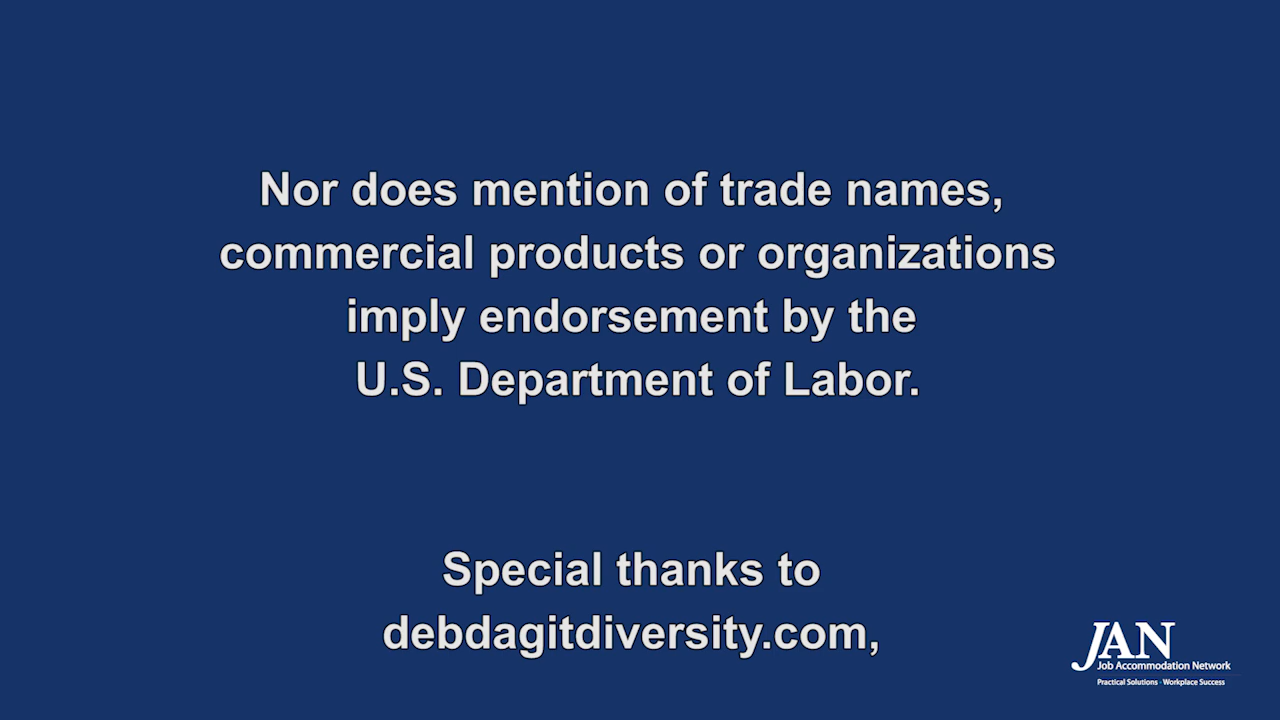 Nor does mention of trade names,
commercial products or organizations
imply endorsement by the
U.S. Department of Labor.
Special thanks to
debdagitdiversity.com,
JAN
Job Accommodation Network
Practical Solutions · Workplace Success